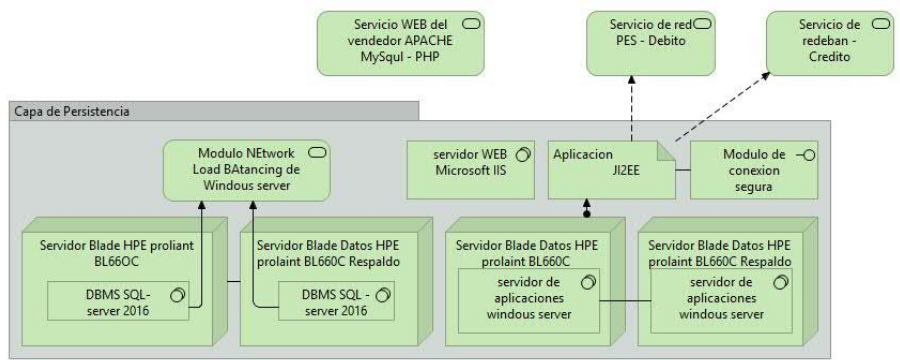 Servicio WEB del
vendedor APACHE
MySqul - PHP
Servicio de red
PES - Debito
Servicio de
redeban -
Credito
Capa de Persistencia
Modulo NEtwork
Load BAtancing de
Windous server
servidor WEB
Microsoft IIS
Aplicacion
JI2EE
Modulo de
conexion
segura
Servidor Blade HPE proliant
BL66OC
DBMS SQL-
server 2016
Servidor Blade Datos HPE
prolaint BL660C Respaldo
DBMS SQL -
server 2016
Servidor Blade Datos HPE
prolaint BL660C
servidor de
aplicaciones
windous server
Servidor Blade Datos HPE
prolaint BL660C Respaldo
servidor de
aplicaciones
windous server